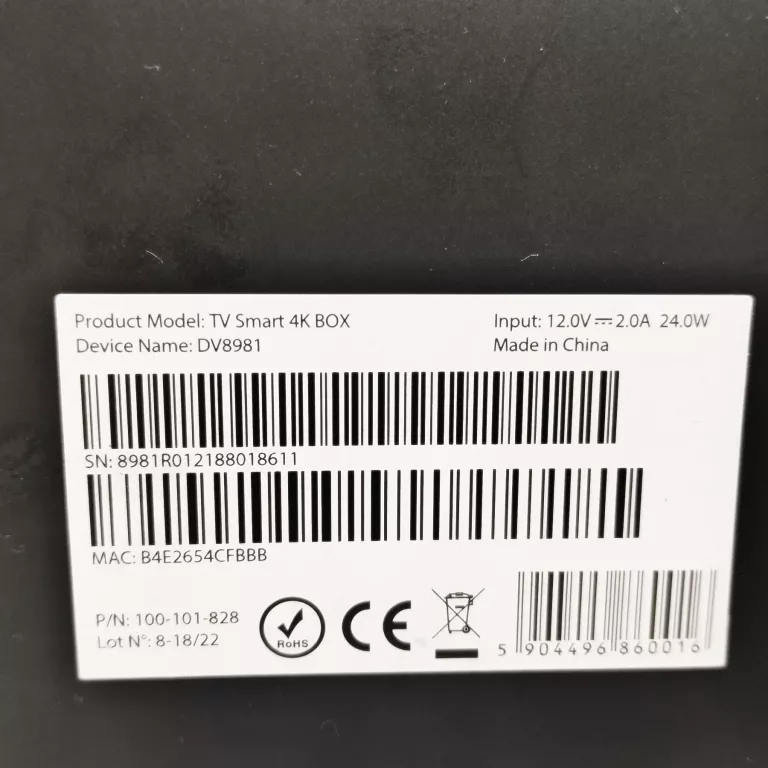 Product Model: TV Smart 4K BOX
Device Name: DV8981
Input: 12.0V⎓2.0A 24.0W
Made in China
SN: 8981R012188018611
MAC: B4E2654CFBBB
P/N: 100-101-828
Lot N°: 8-18/22
RoHS
CE
5 904496 860016